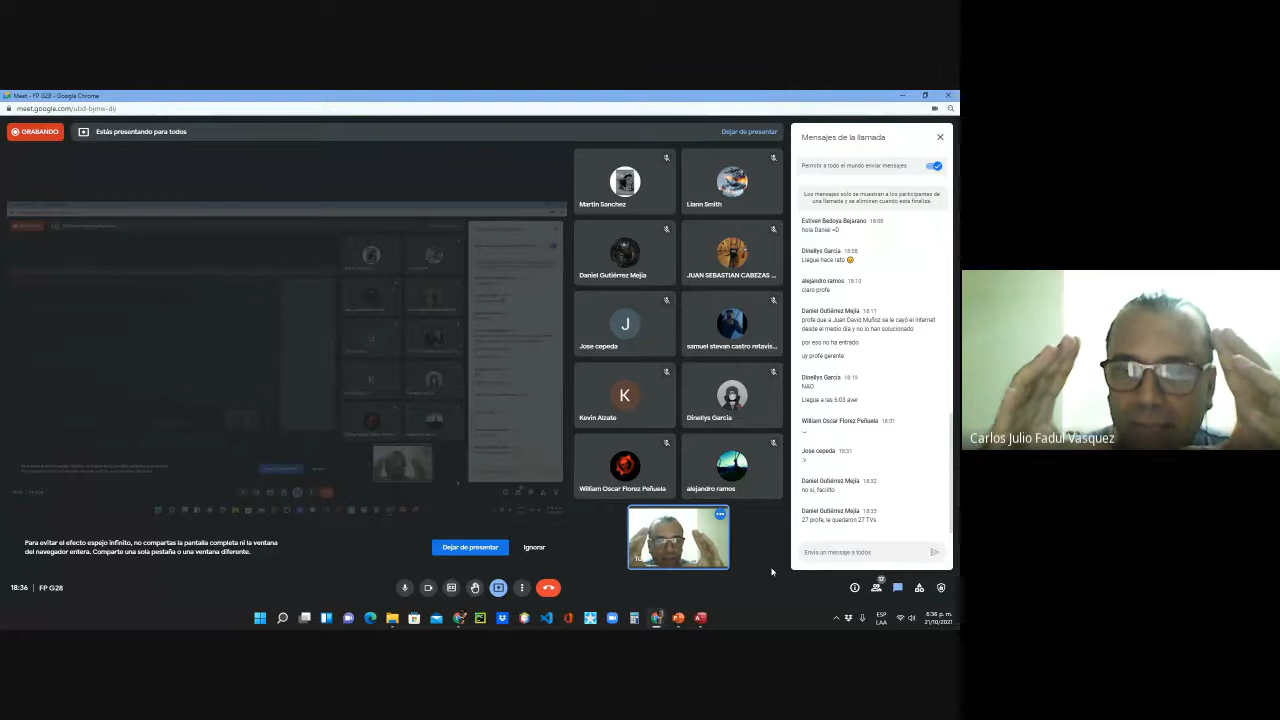 Meet - FP G28 - Google Chrome
meet.google.com/ubd-bjmw-dij
GRABANDO
Estás presentando para todos
Dejar de presentar
Martin Sanchez
Liann Smith
Daniel Gutiérrez Mejía
JUAN SEBASTIAN CABEZAS ...
Jose cepeda
J
samuel stevan castro retavis...
Kevin Alzate
K
Dinellys Garcia
William Oscar Florez Peñuela
alejandro ramos
Mensajes de la llamada
Permitir a todo el mundo enviar mensajes
Los mensajes solo se muestran a los participantes de
una llamada y se eliminan cuando esta finaliza
Estiven Bedoya Bejarano 18:08
hola Daniel =D
Dinellys Garcia 18:08
Llegue hace rato
alejandro ramos 18:10
claro profe
Daniel Gutiérrez Mejía 18:11
profe que a Juan David Muñoz se le cayó el internet
desde el medio día y no lo han solucionado
por eso no ha entrado
uy profe gerente
Dinellys Garcia 18:19
NAO
Llegue a las 6:03 aver
William Oscar Florez Peñuela 18:31
Jose cepeda 18:31
:v
Daniel Gutiérrez Mejía 18:32
no si, facilito
Daniel Gutiérrez Mejía 18:33
27 profe, le quedaron 27 TVs
Envía un mensaje a todos
Para evitar el efecto espejo infinito, no compartas la pantalla completa ni la ventana
del navegador entera. Comparte una sola pestaña o una ventana diferente.
Dejar de presentar
Ignorar
18:36 | FP G28
12
ESP
LAA
6:36 p. m.
21/10/2021
Carlos Julio Fadul Vasquez